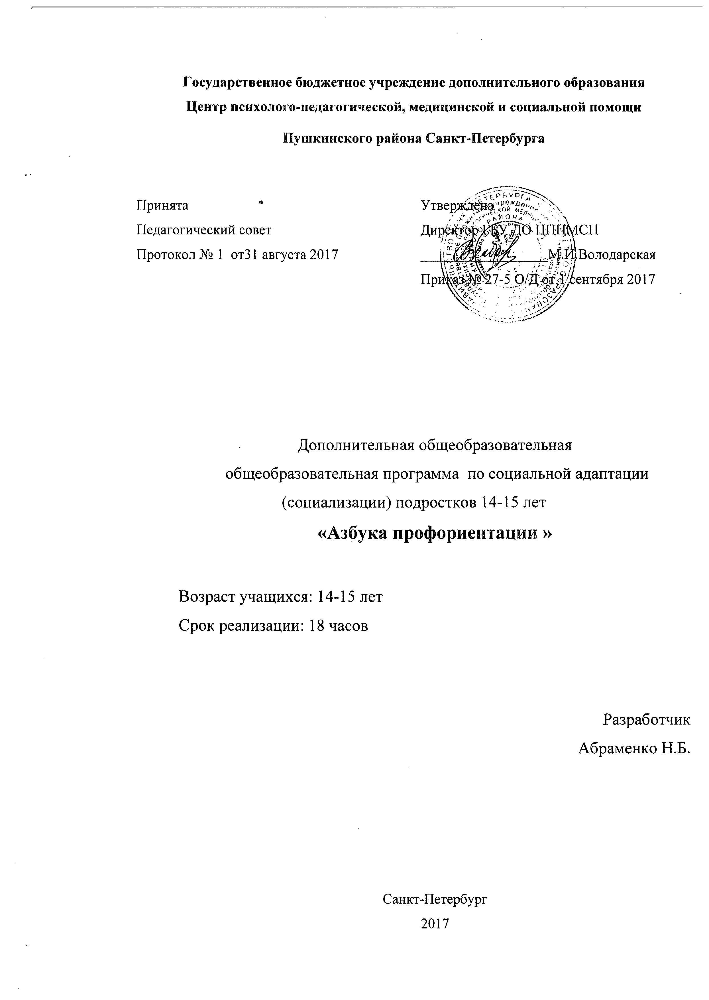 Государственное бюджетное учреждение дополнительного образования
Центр психолого-педагогической, медицинской и социальной помощи
Пушкинского района Санкт-Петербурга
Принята
Педагогический совет
Протокол № 1 от31 августа 2017
Утверждена
Директор ГБУ ДО ЦППМСП
М.И.Володарская
Приказ № 27-5 О/Д от 1 сентября 2017
Дополнительная общеобразовательная
общеобразовательная программа по социальной адаптации
(социализации) подростков 14-15 лет
«Азбука профориентации »
Возраст учащихся: 14-15 лет
Срок реализации: 18 часов
Разработчик
Абраменко Н.Б.
Санкт-Петербург
2017